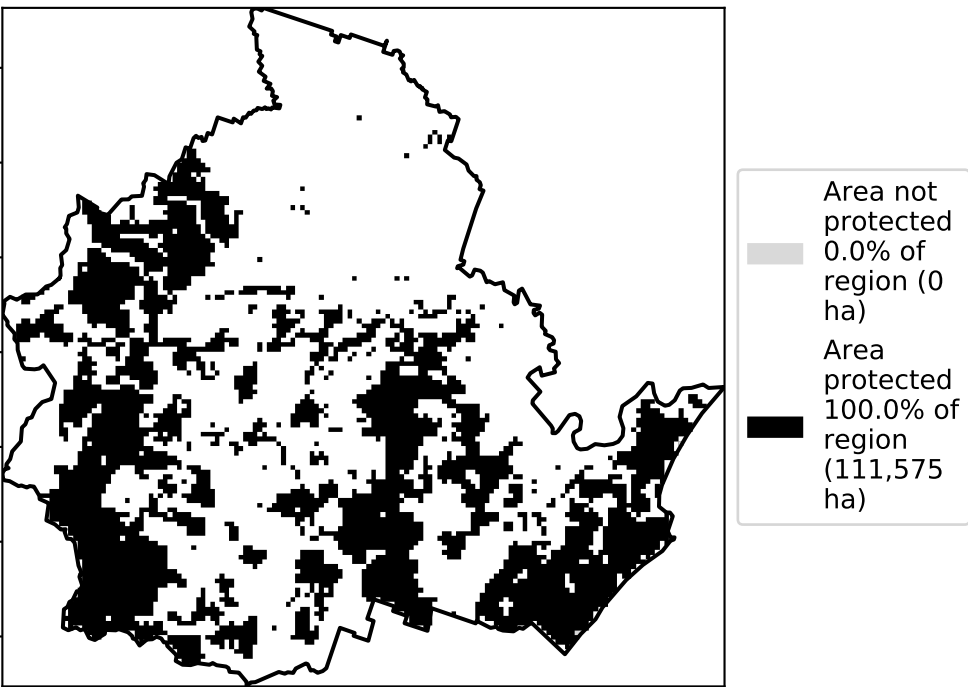 Area not
protected
0.0% of
region (0
ha)
Area
protected
100.0% of
region
(111,575
ha)